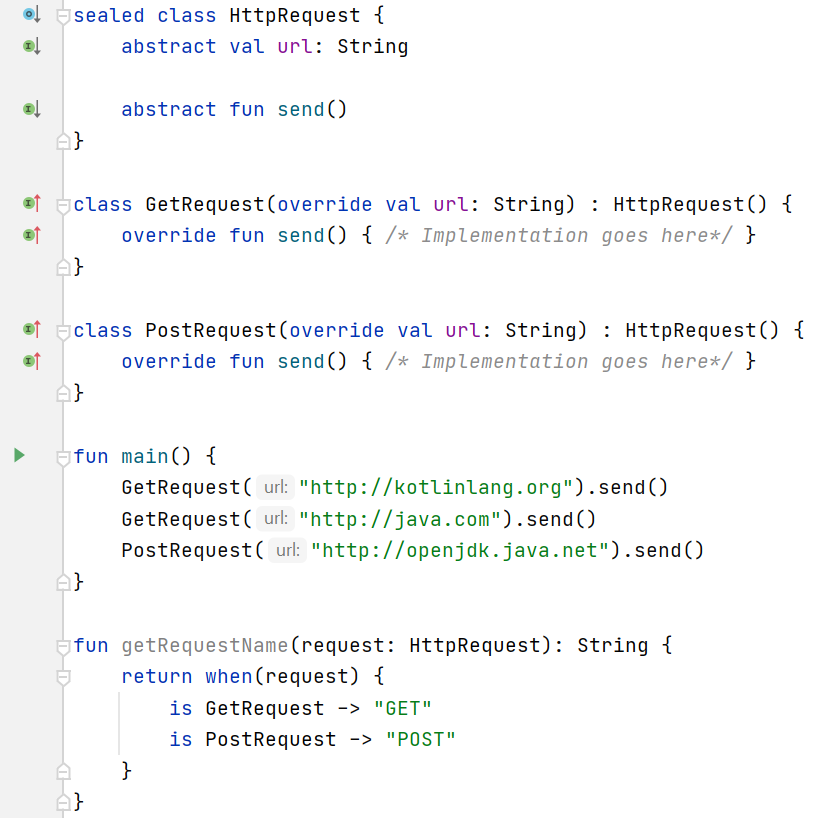 sealed class HttpRequest {
    abstract val url: String

    abstract fun send()
}

class GetRequest(override val url: String) : HttpRequest() {
    override fun send() { /* Implementation goes here*/ }
}

class PostRequest(override val url: String) : HttpRequest() {
    override fun send() { /* Implementation goes here*/ }
}

fun main() {
    GetRequest( url: "http://kotlinlang.org").send()
    GetRequest( url: "http://java.com").send()
    PostRequest( url: "http://openjdk.java.net").send()
}

fun getRequestName(request: HttpRequest): String {
    return when(request) {
        is GetRequest -> "GET"
        is PostRequest -> "POST"
    }
}